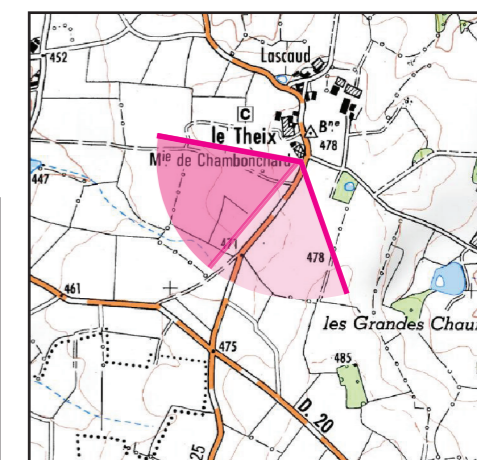 452
Lascaud
C
le Theix
Bne
478
Mie de Chambonchard
447
471
478
461
les Grandes Chau
475
485
D. 20
25